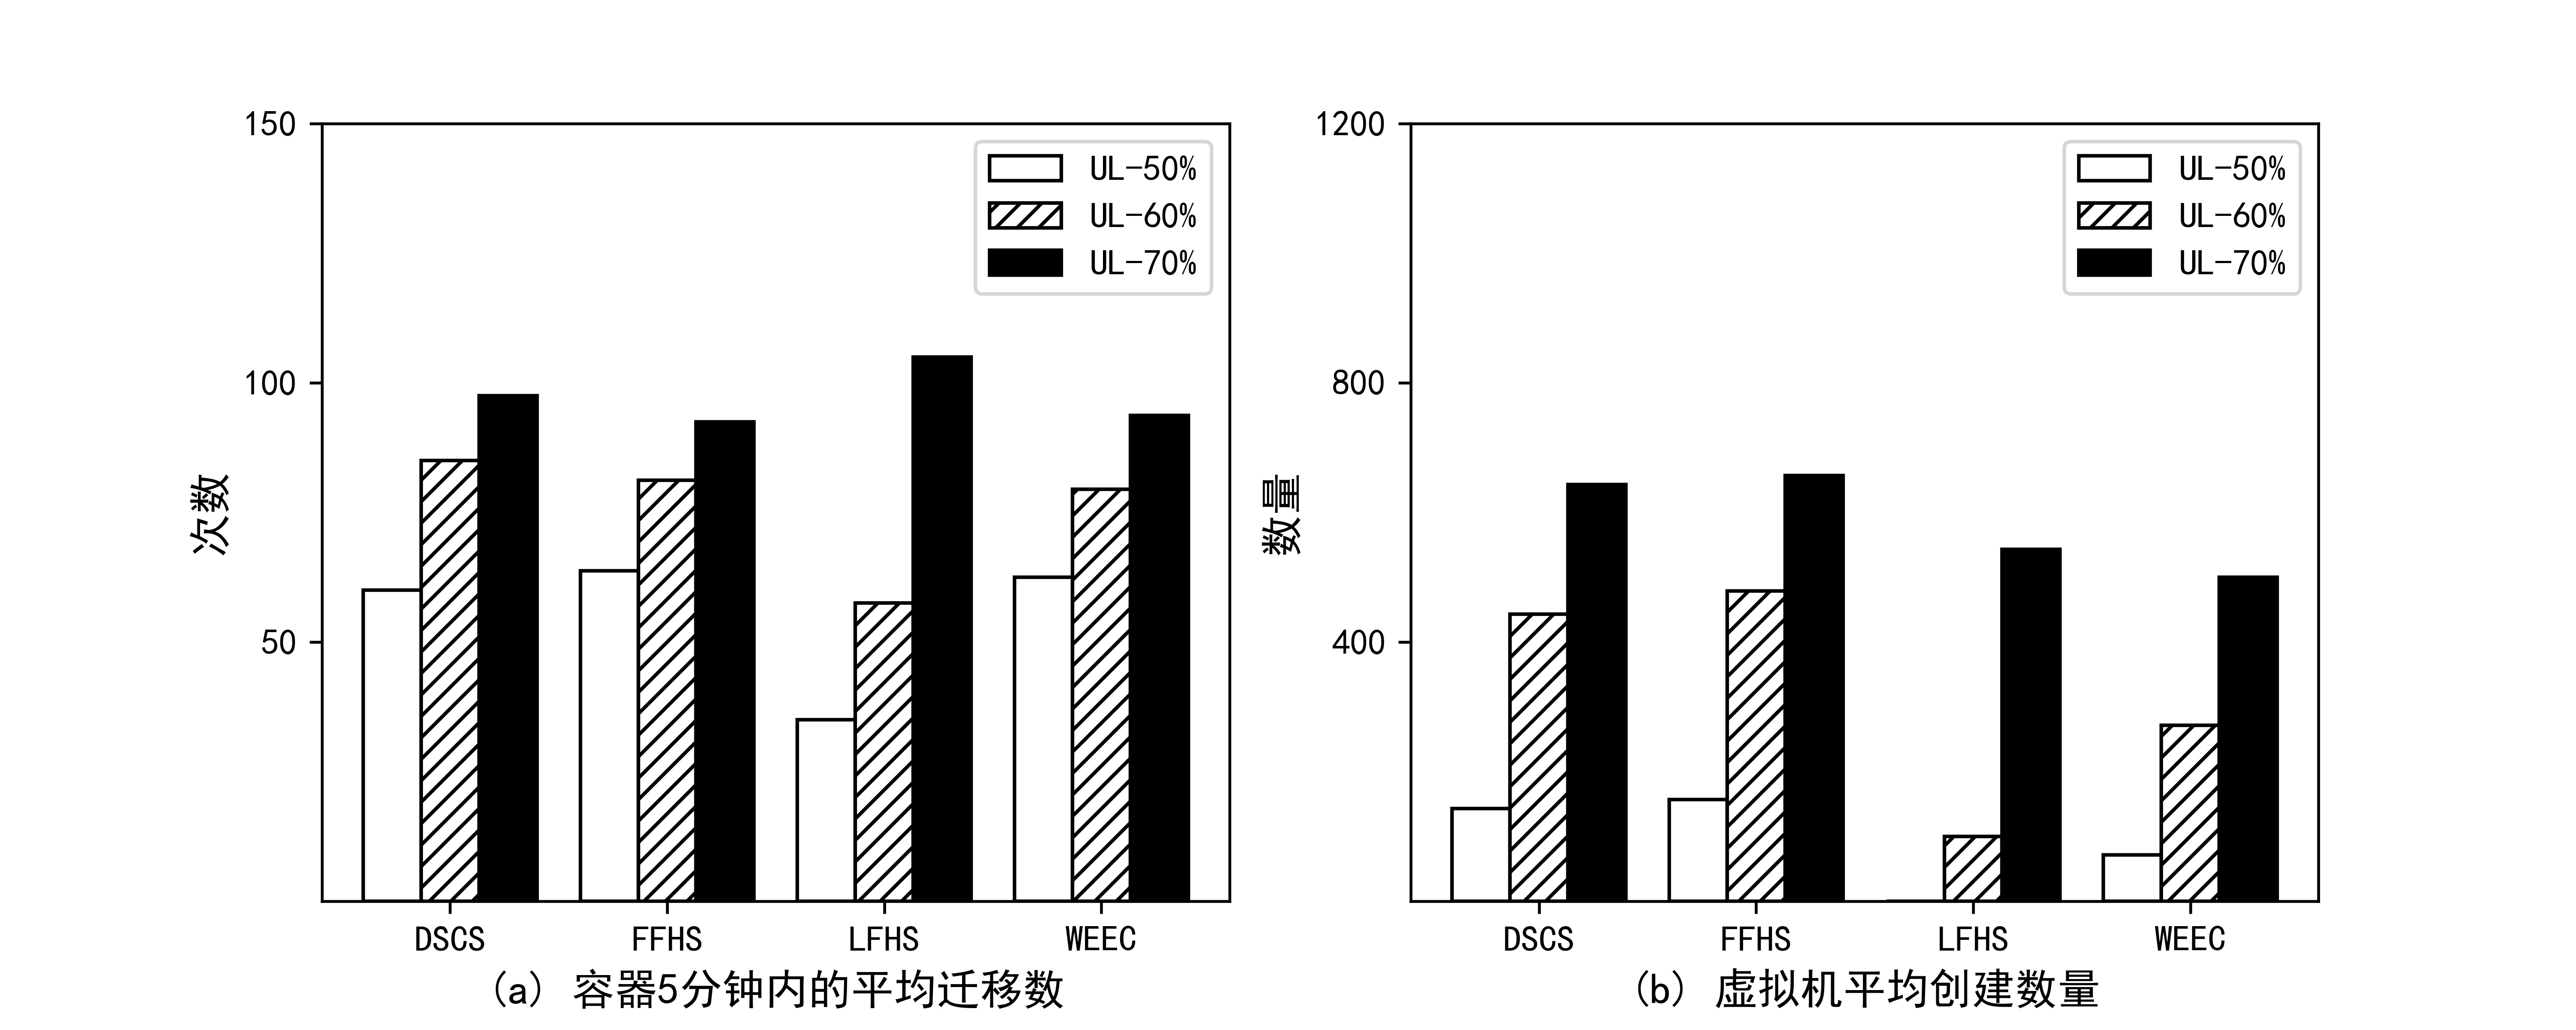 150
100
50
次数
UL-50%
UL-60%
UL-70%
DSCS FFHS LFHS WEEC
(a) 容器5分钟内的平均迁移数
1200
800
400
数量
UL-50%
UL-60%
UL-70%
DSCS FFHS LFHS WEEC
(b) 虚拟机平均创建数量